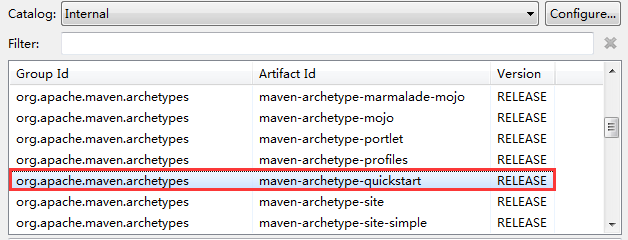 Catalog: Internal Configure...
Filter:
Group Id Artifact Id Version
org.apache.maven.archetypes maven-archetype-marmalade-mojo RELEASE
org.apache.maven.archetypes maven-archetype-mojo RELEASE
org.apache.maven.archetypes maven-archetype-portlet RELEASE
org.apache.maven.archetypes maven-archetype-profiles RELEASE
org.apache.maven.archetypes maven-archetype-quickstart RELEASE
org.apache.maven.archetypes maven-archetype-site RELEASE
org.apache.maven.archetypes maven-archetype-site-simple RELEASE